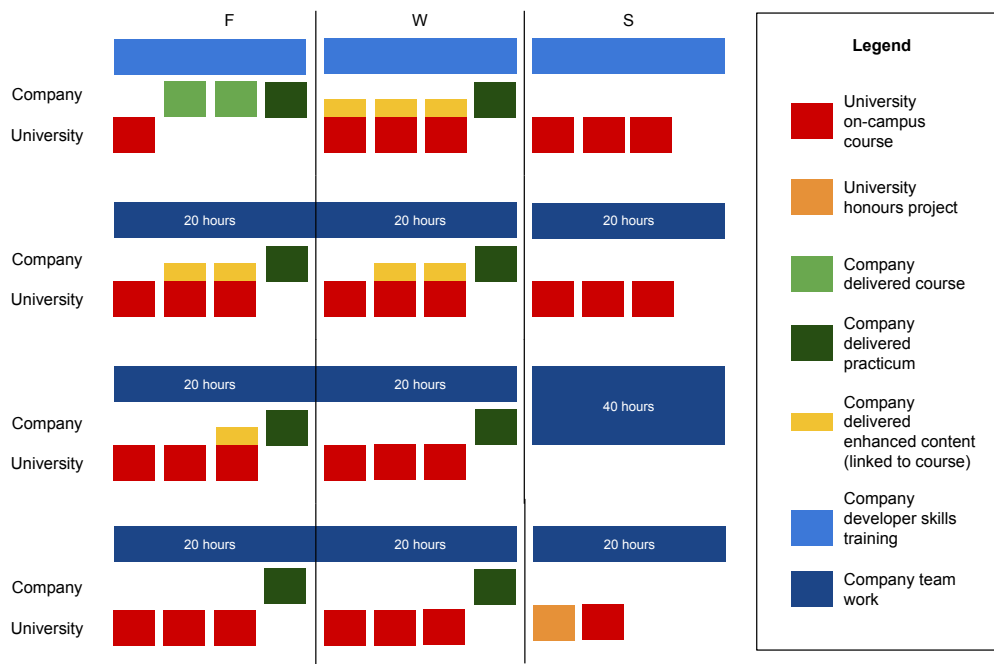 F W S
Company
University
20 hours 20 hours 20 hours
Company
University
20 hours 20 hours 40 hours
Company
University
20 hours 20 hours 20 hours
Company
University
Legend
University
on-campus
course
University
honours project
Company
delivered course
Company
delivered
practicum
Company
delivered
enhanced content
(linked to course)
Company
developer skills
training
Company team
work